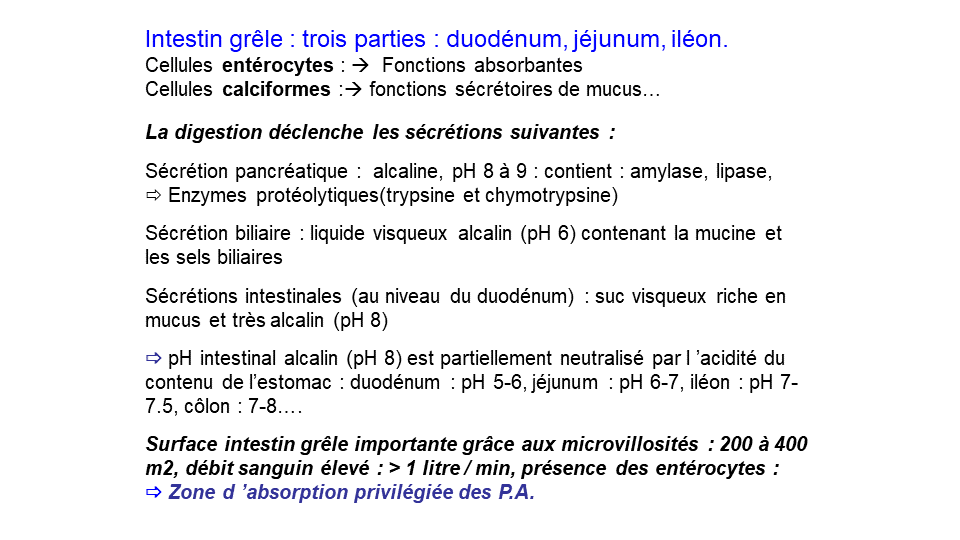 Intestin grêle : trois parties : duodénum, jéjunum, iléon.
Cellules entérocytes : → Fonctions absorbantes
Cellules calciformes :→ fonctions sécrétoires de mucus…
La digestion déclenche les sécrétions suivantes :
Sécrétion pancréatique : alcaline, pH 8 à 9 : contient : amylase, lipase,
⇨ Enzymes protéolytiques(trypsine et chymotrypsine)
Sécrétion biliaire : liquide visqueux alcalin (pH 6) contenant la mucine et
les sels biliaires
Sécrétions intestinales (au niveau du duodénum) : suc visqueux riche en
mucus et très alcalin (pH 8)
⇨ pH intestinal alcalin (pH 8) est partiellement neutralisé par l ’acidité du
contenu de l’estomac : duodénum : pH 5-6, jéjunum : pH 6-7, iléon : pH 7-
7.5, côlon : 7-8….
Surface intestin grêle importante grâce aux microvillosités : 200 à 400
m2, débit sanguin élevé : > 1 litre / min, présence des entérocytes :
⇨ Zone d ’absorption privilégiée des P.A.